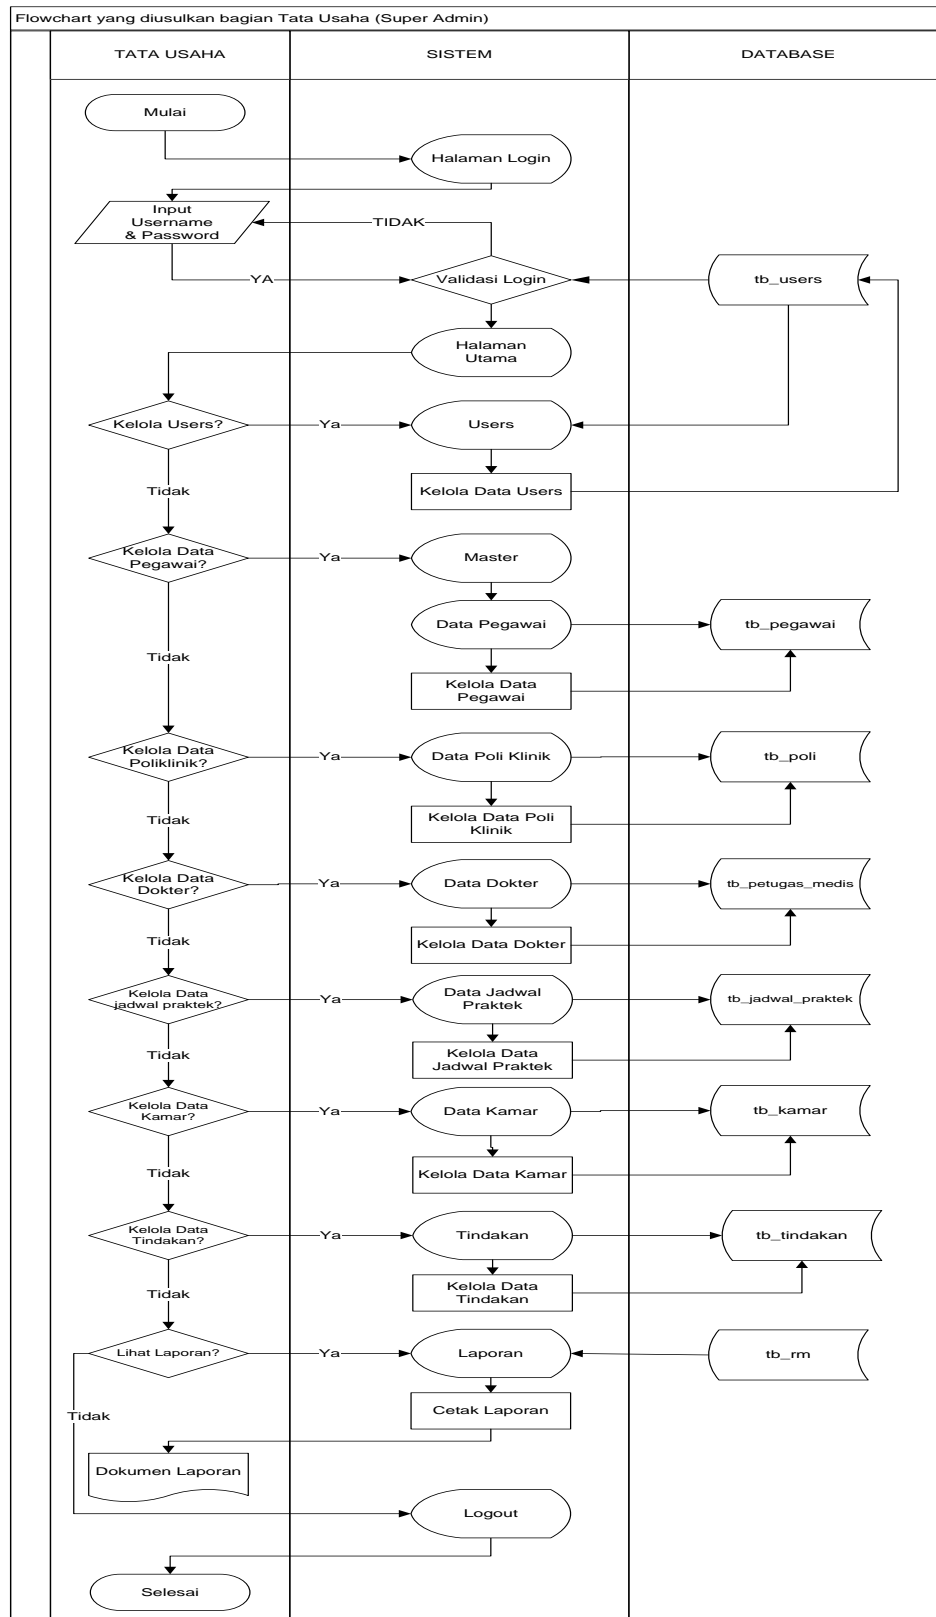 Flowchart yang diusulkan bagian Tata Usaha (Super Admin)
TATA USAHA
SISTEM
DATABASE
Mulai
Halaman Login
Input
Username
& Password
TIDAK
YA
Validasi Login
tb_users
Halaman
Utama
Kelola Users?
Ya
Users
Tidak
Kelola Data Users
Kelola Data
Pegawai?
Ya
Master
Data Pegawai
tb_pegawai
Tidak
Kelola Data
Pegawai
Kelola Data
Poliklinik?
Ya
Data Poli Klinik
tb_poli
Tidak
Kelola Data Poli
Klinik
Kelola Data
Dokter?
Ya
Data Dokter
tb_petugas_medis
Tidak
Kelola Data Dokter
Kelola Data
jadwal praktek?
Ya
Data Jadwal
Praktek
tb_jadwal_praktek
Tidak
Kelola Data
Jadwal Praktek
Kelola Data
Kamar?
Ya
Data Kamar
tb_kamar
Tidak
Kelola Data Kamar
Kelola Data
Tindakan?
Ya
Tindakan
tb_tindakan
Tidak
Kelola Data
Tindakan
Lihat Laporan?
Ya
Laporan
tb_rm
Tidak
Cetak Laporan
Dokumen Laporan
Logout
Selesai